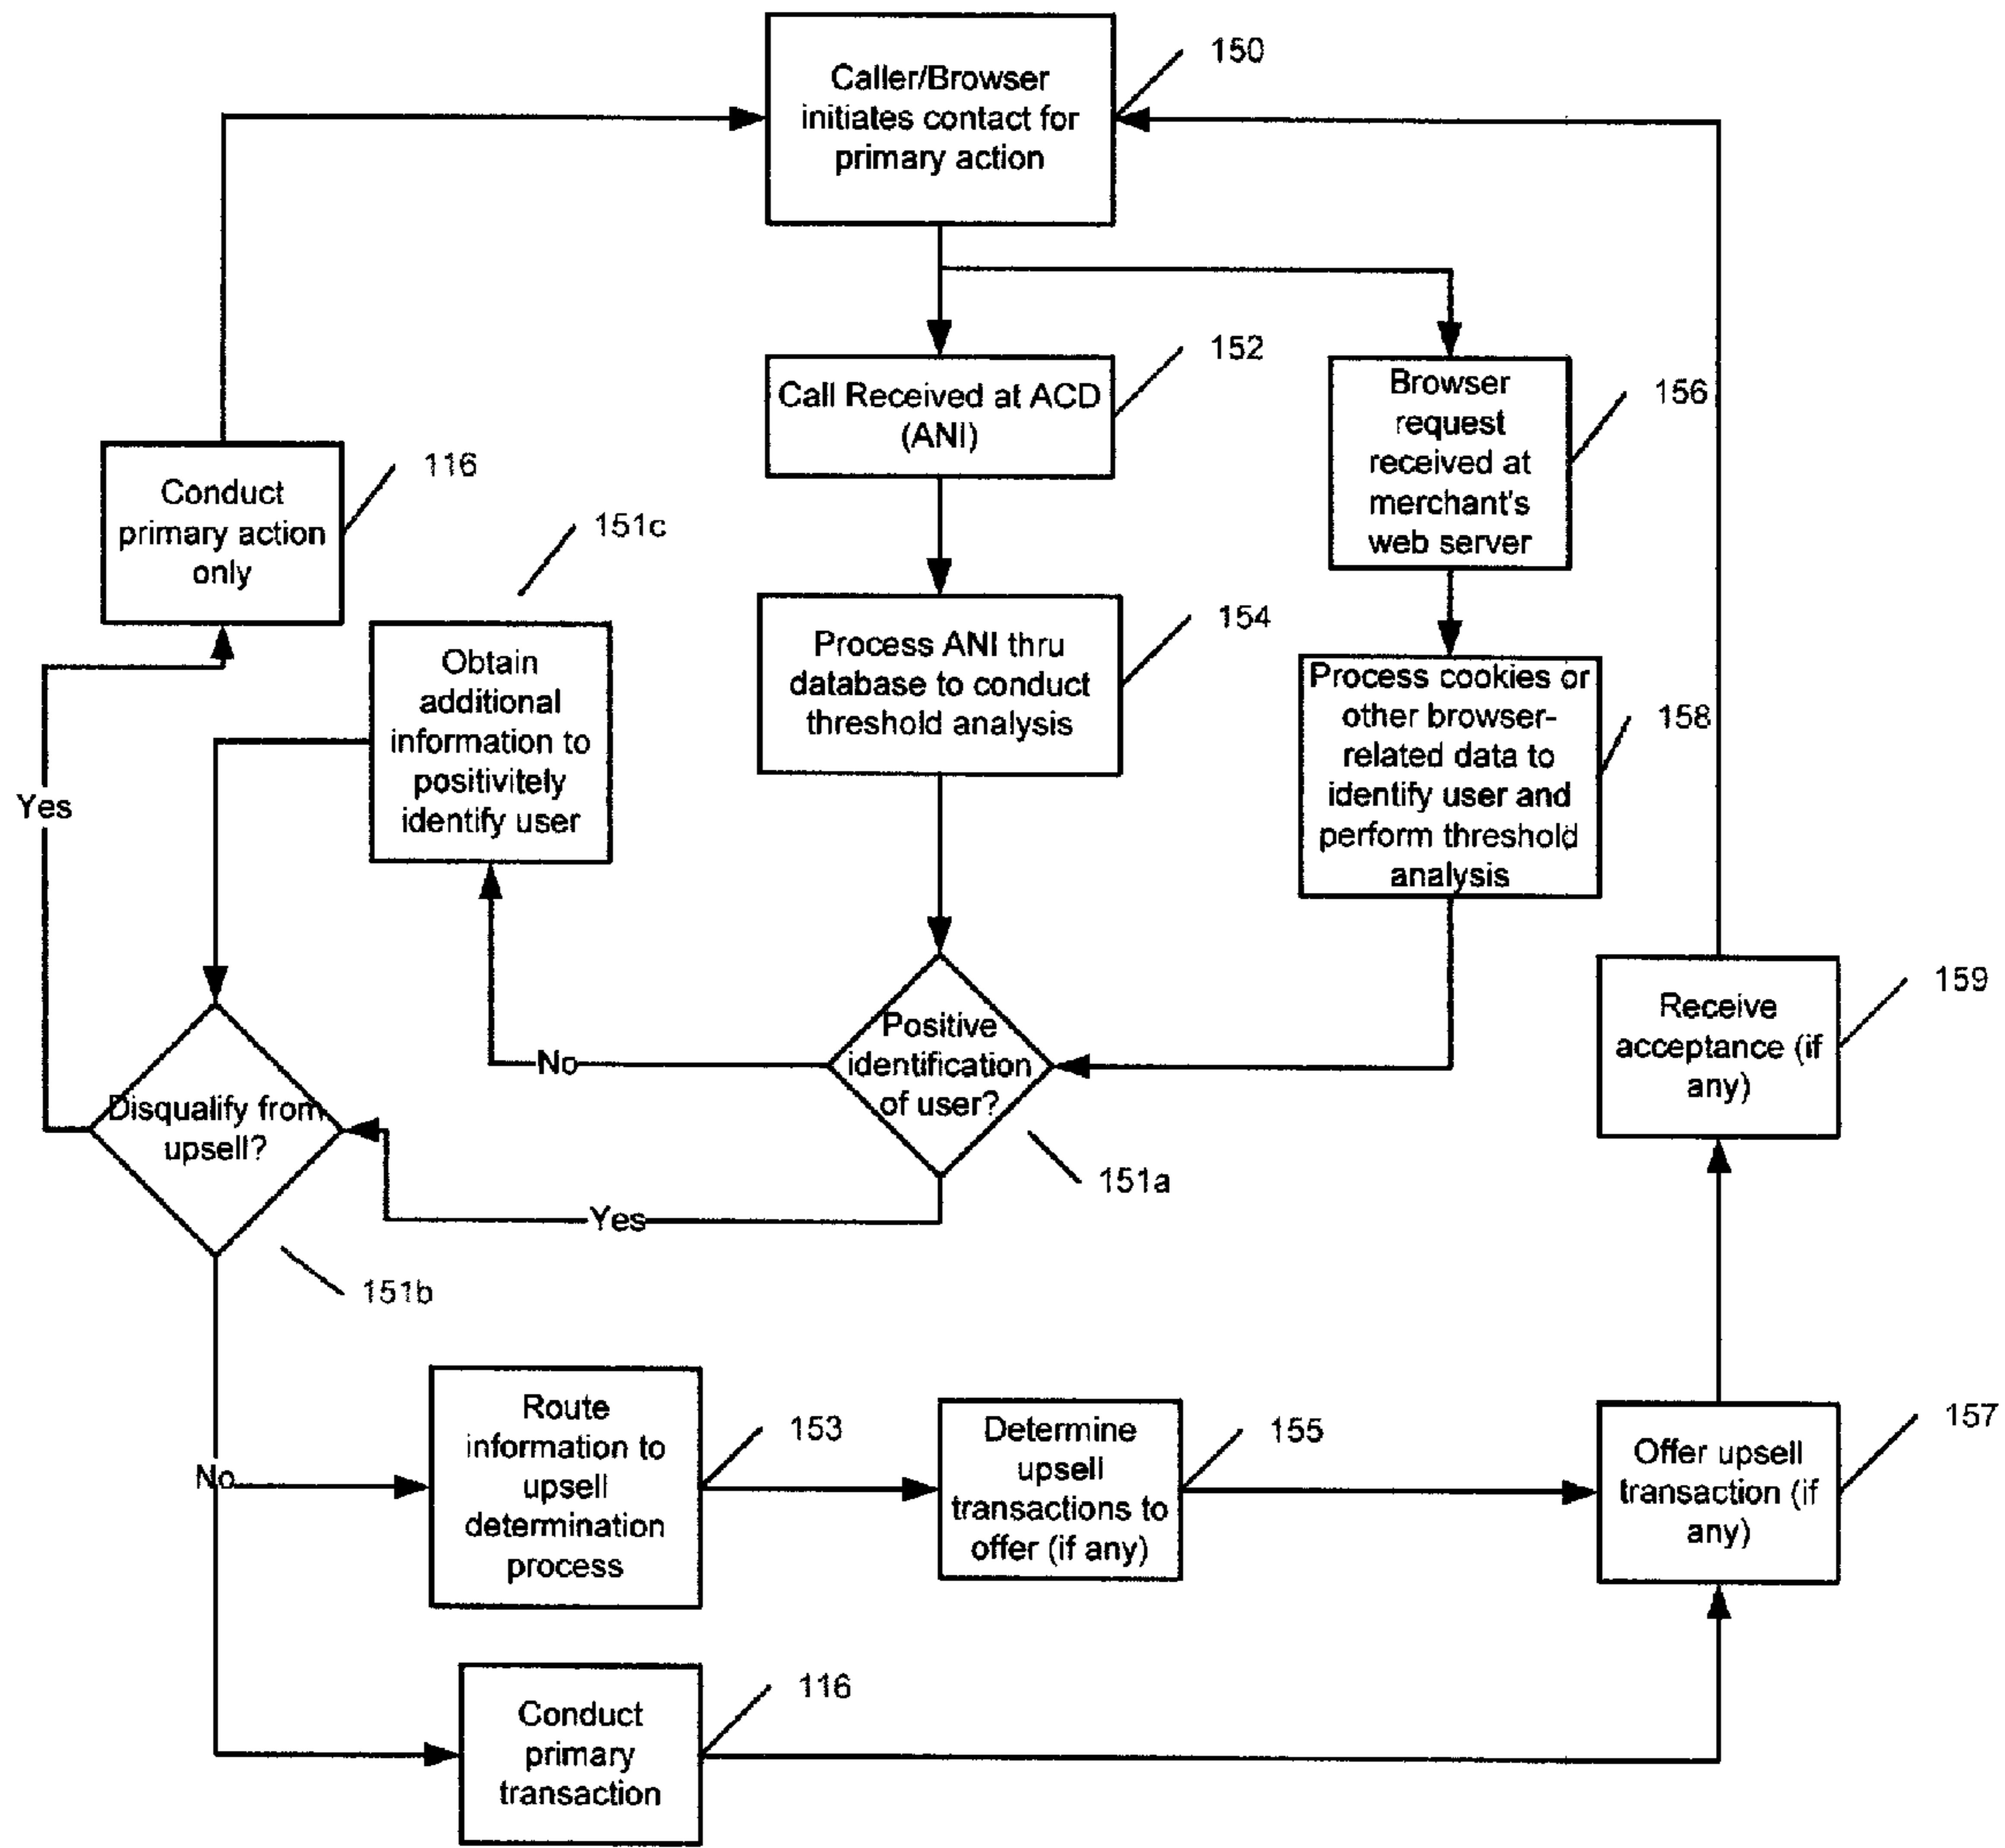 Caller/Browser
initiates contact for
primary action
150
Call Received at ACD
(ANI)
152
Browser
request
received at
merchant's
web server
156
Conduct
primary action
only
116
151c
Obtain
additional
information to
positivitely
identify user
Process ANI thru
database to conduct
threshold analysis
154
Process cookies or
other browser-
related data to
identify user and
perform threshold
analysis
158
Yes
Positive
identification
of user?
151a
No
Yes
Disqualify from
upsell?
151b
Receive
acceptance (if
any)
159
No
Route
information to
upsell
determination
process
153
Determine
upsell
transactions to
offer (if any)
155
Offer upsell
transaction (if
any)
157
Conduct
primary
transaction
116